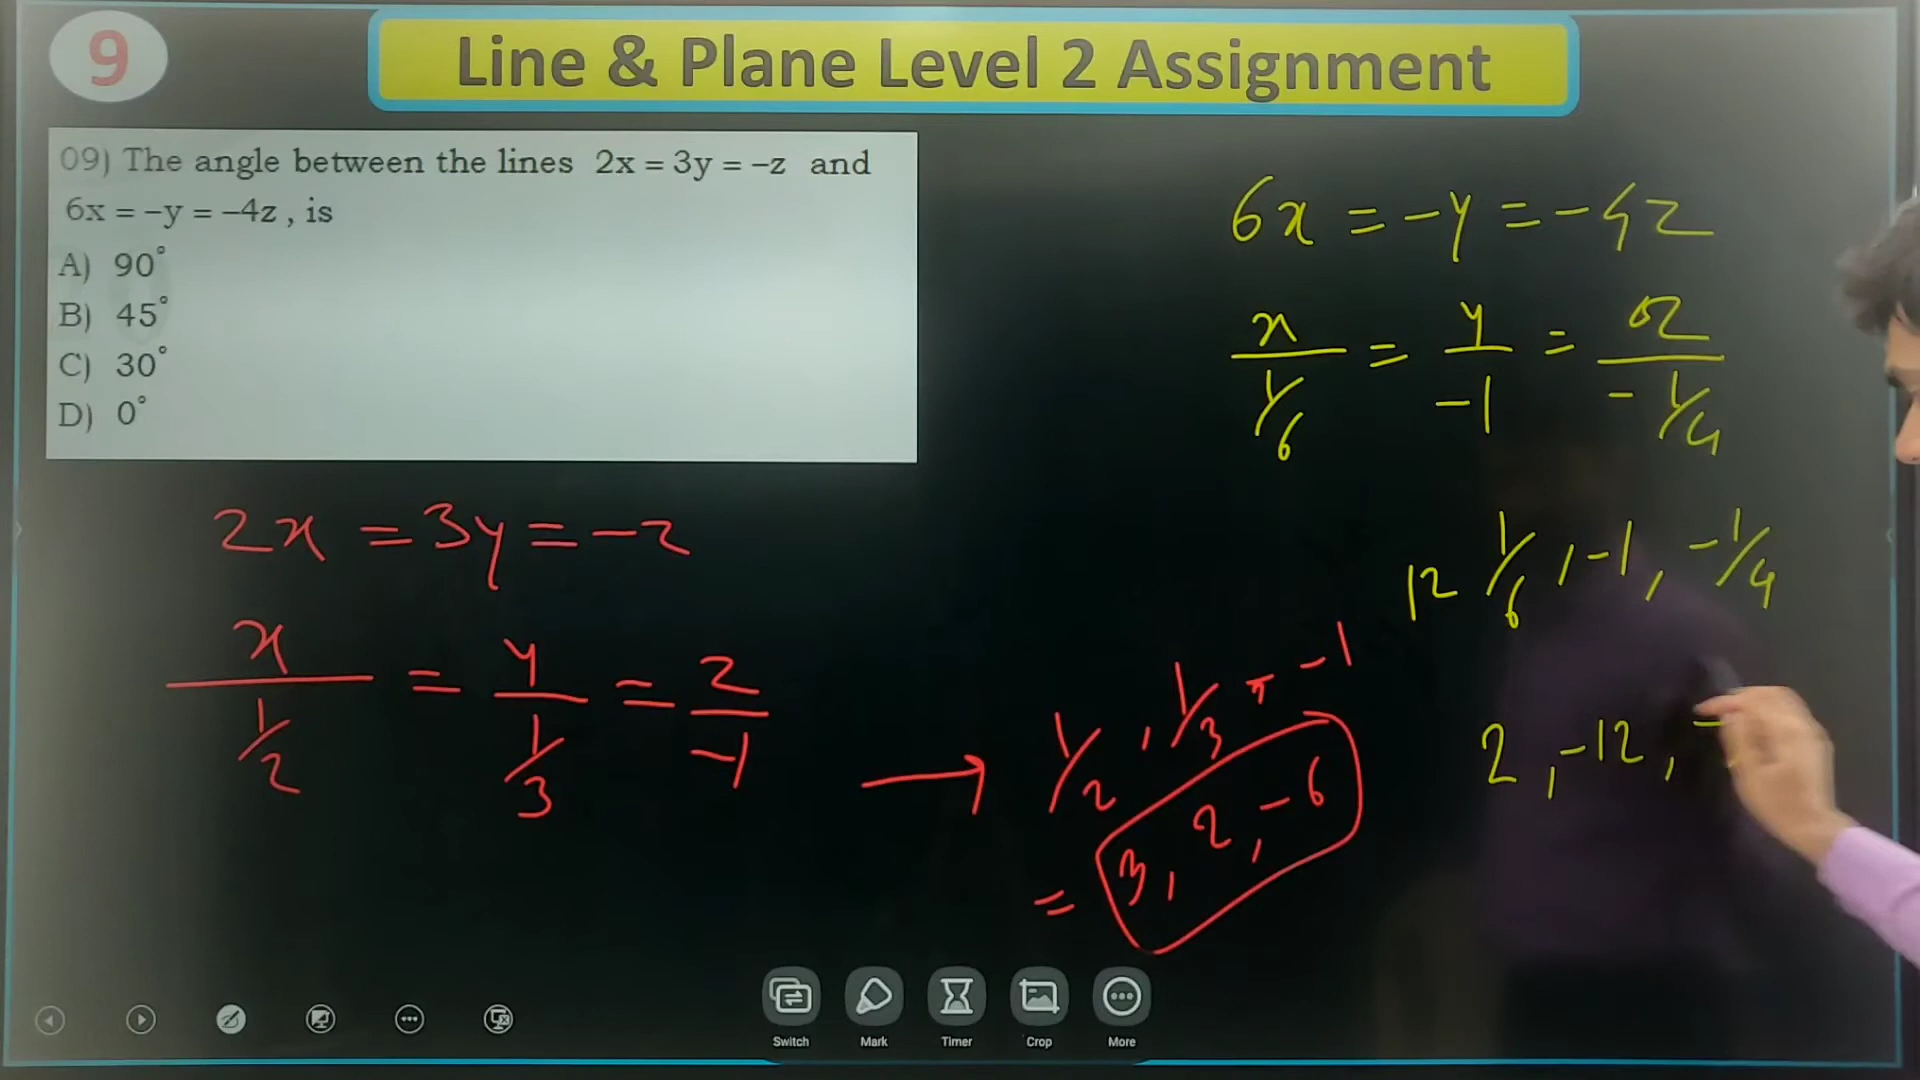 9
Line & Plane Level 2 Assignment
09) The angle between the lines 2x = 3y = −z and
6x = −y = −4z , is
A) 90°
B) 45°
C) 30°
D) 0°
6x = -y = -4z
x/(1/6) = y/-1 = z/(-1/4)
12 1/6 , -1 , -1/4
2 , -12 , -
2x = 3y = -z
x/(1/2) = y/(1/3) = z/-1
→ 1/2 , 1/3 , -1
= 3, 2, -6
Switch Mark Timer Crop More